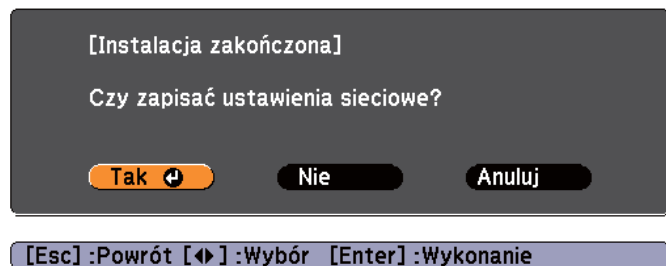 [Instalacja zakończona]
Czy zapisać ustawienia sieciowe?
Tak Nie Anuluj
[Esc] :Powrót [◀▶] :Wybór [Enter] :Wykonanie